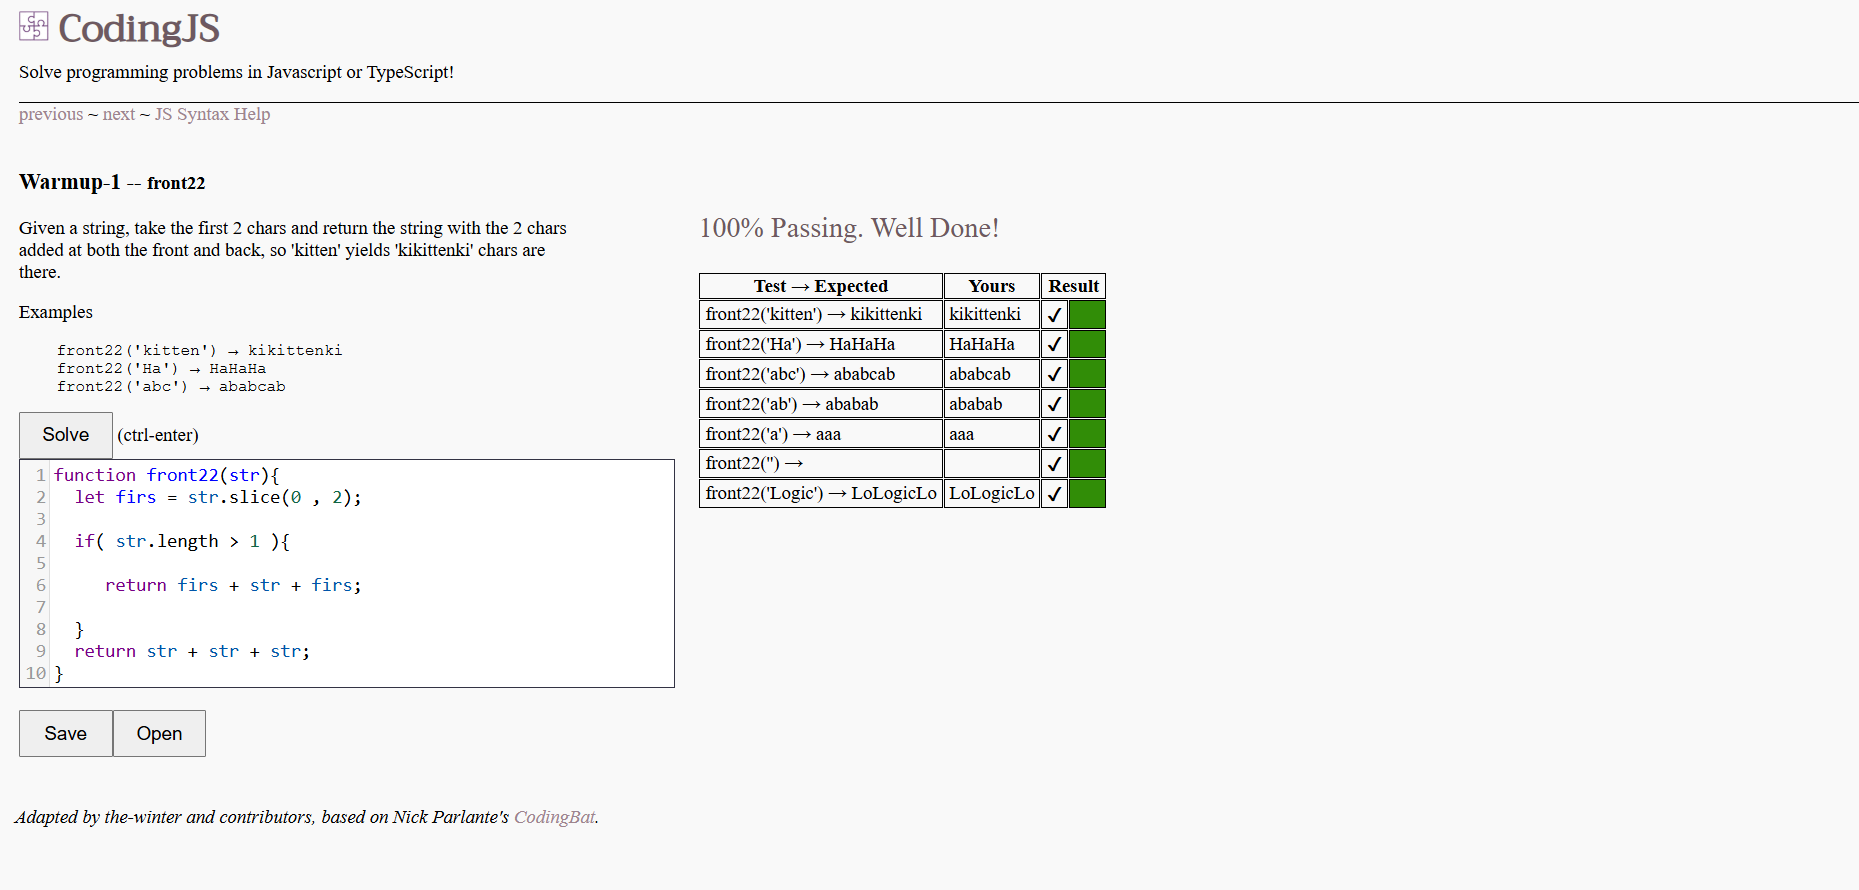 CodingJS
Solve programming problems in Javascript or TypeScript!
previous ~ next ~ JS Syntax Help
Warmup-1 -- front22
Given a string, take the first 2 chars and return the string with the 2 chars
added at both the front and back, so 'kitten' yields 'kikittenki' chars are
there.
Examples
front22('kitten') → kikittenki
front22('Ha') → HaHaHa
front22('abc') → ababcab
Solve (ctrl-enter)
1 function front22(str){
2   let firs = str.slice(0 , 2);
3
4   if( str.length > 1 ){
5
6      return firs + str + firs;
7
8   }
9   return str + str + str;
10 }
Save Open
100% Passing. Well Done!
Test → Expected Yours Result
front22('kitten') → kikittenki kikittenki ✓
front22('Ha') → HaHaHa HaHaHa ✓
front22('abc') → ababcab ababcab ✓
front22('ab') → ababab ababab ✓
front22('a') → aaa aaa ✓
front22('') → ✓
front22('Logic') → LoLogicLo LoLogicLo ✓
Adapted by the-winter and contributors, based on Nick Parlante's CodingBat.